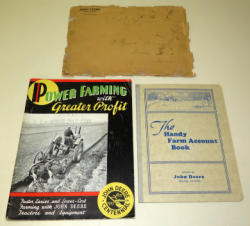 POWER FARMING
with
Greater Profit
Faster, Easier and Lower-Cost
Farming with JOHN DEERE
Tractors and Equipment
JOHN DEERE
CENTENNIAL
The
Handy
Farm Account
Book
John Deere